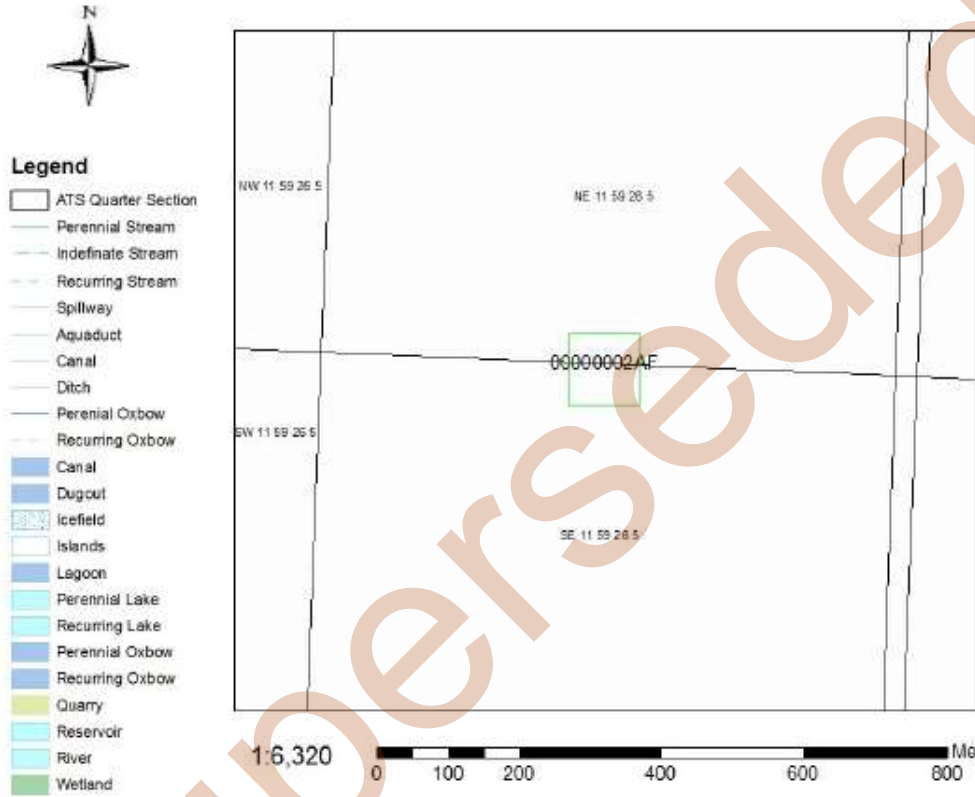 N
Legend
ATS Quarter Section
Perennial Stream
Indefinate Stream
Recurring Stream
Spillway
Aquaduct
Canal
Ditch
Perenial Oxbow
Recurring Oxbow
Canal
Dugout
Icefield
Islands
Lagoon
Perennial Lake
Recurring Lake
Perennial Oxbow
Recurring Oxbow
Quarry
Reservoir
River
Wetland
NW 11 59 26 5
NE 11 59 26 5
00000002AF
SW 11 59 26 5
SE 11 59 26 5
1:6,320
Me
0 100 200 400 600 800
uperseded